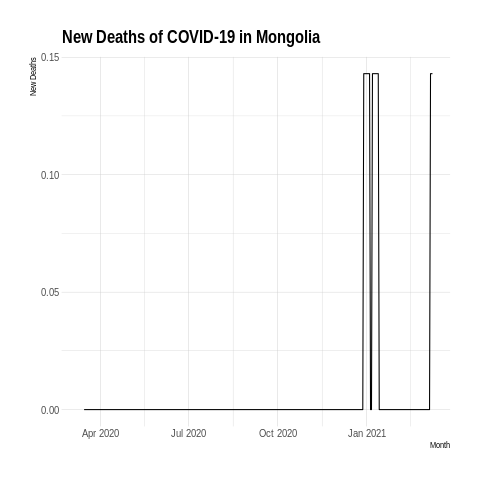 New Deaths of COVID-19 in Mongolia
New Deaths
0.15
0.10
0.05
0.00
Apr 2020
Jul 2020
Oct 2020
Jan 2021
Month